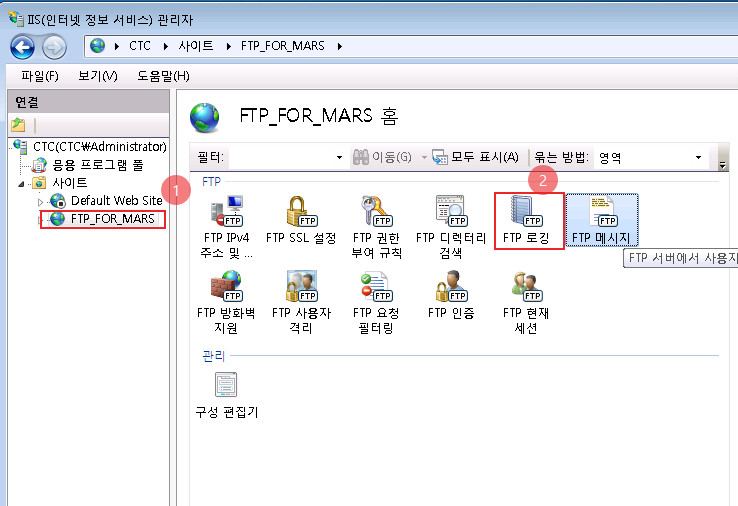 IIS(인터넷 정보 서비스) 관리자
CTC 사이트 FTP_FOR_MARS
파일(F) 보기(V) 도움말(H)
연결
CTC(CTC₩Administrator)
응용 프로그램 풀
사이트
Default Web Site
FTP_FOR_MARS
1
FTP_FOR_MARS 홈
필터: 이동(G) 모두 표시(A) 묶는 방법: 영역
FTP
2
FTP IPv4 주소 및 ...
FTP SSL 설정
FTP 권한 부여 규칙
FTP 디렉터리 검색
FTP 로깅
FTP 메시지
FTP 서버에서 사용자
FTP 방화벽 지원
FTP 사용자 격리
FTP 요청 필터링
FTP 인증
FTP 현재 세션
관리
구성 편집기